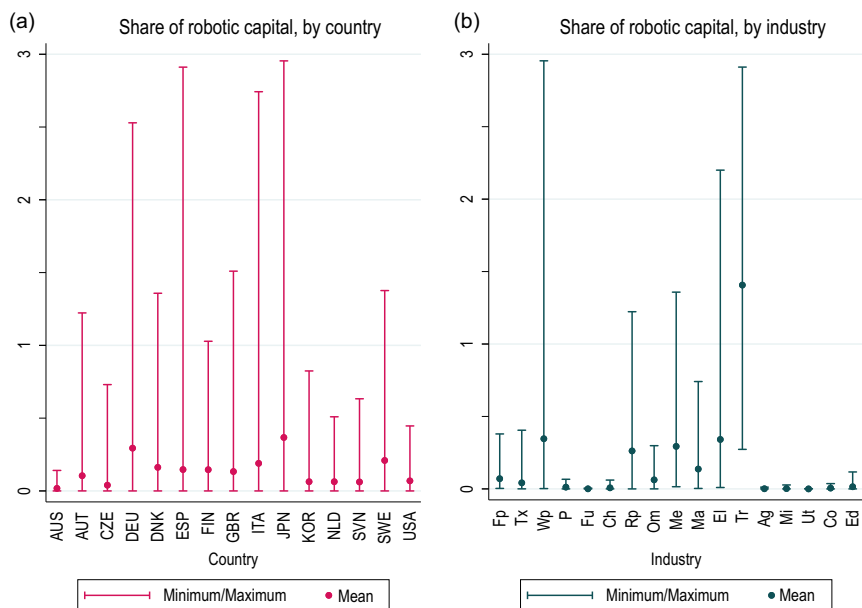 (a)
Share of robotic capital, by country
3
2
1
0
AUS AUT CZE DEU DNK ESP FIN GBR ITA JPN KOR NLD SVN SWE USA
Country
Minimum/Maximum Mean
(b)
Share of robotic capital, by industry
3
2
1
0
Fp Tx Wp P Fu Ch Rp Om Me Ma El Tr Ag Mi Ut Co Ed
Industry
Minimum/Maximum Mean